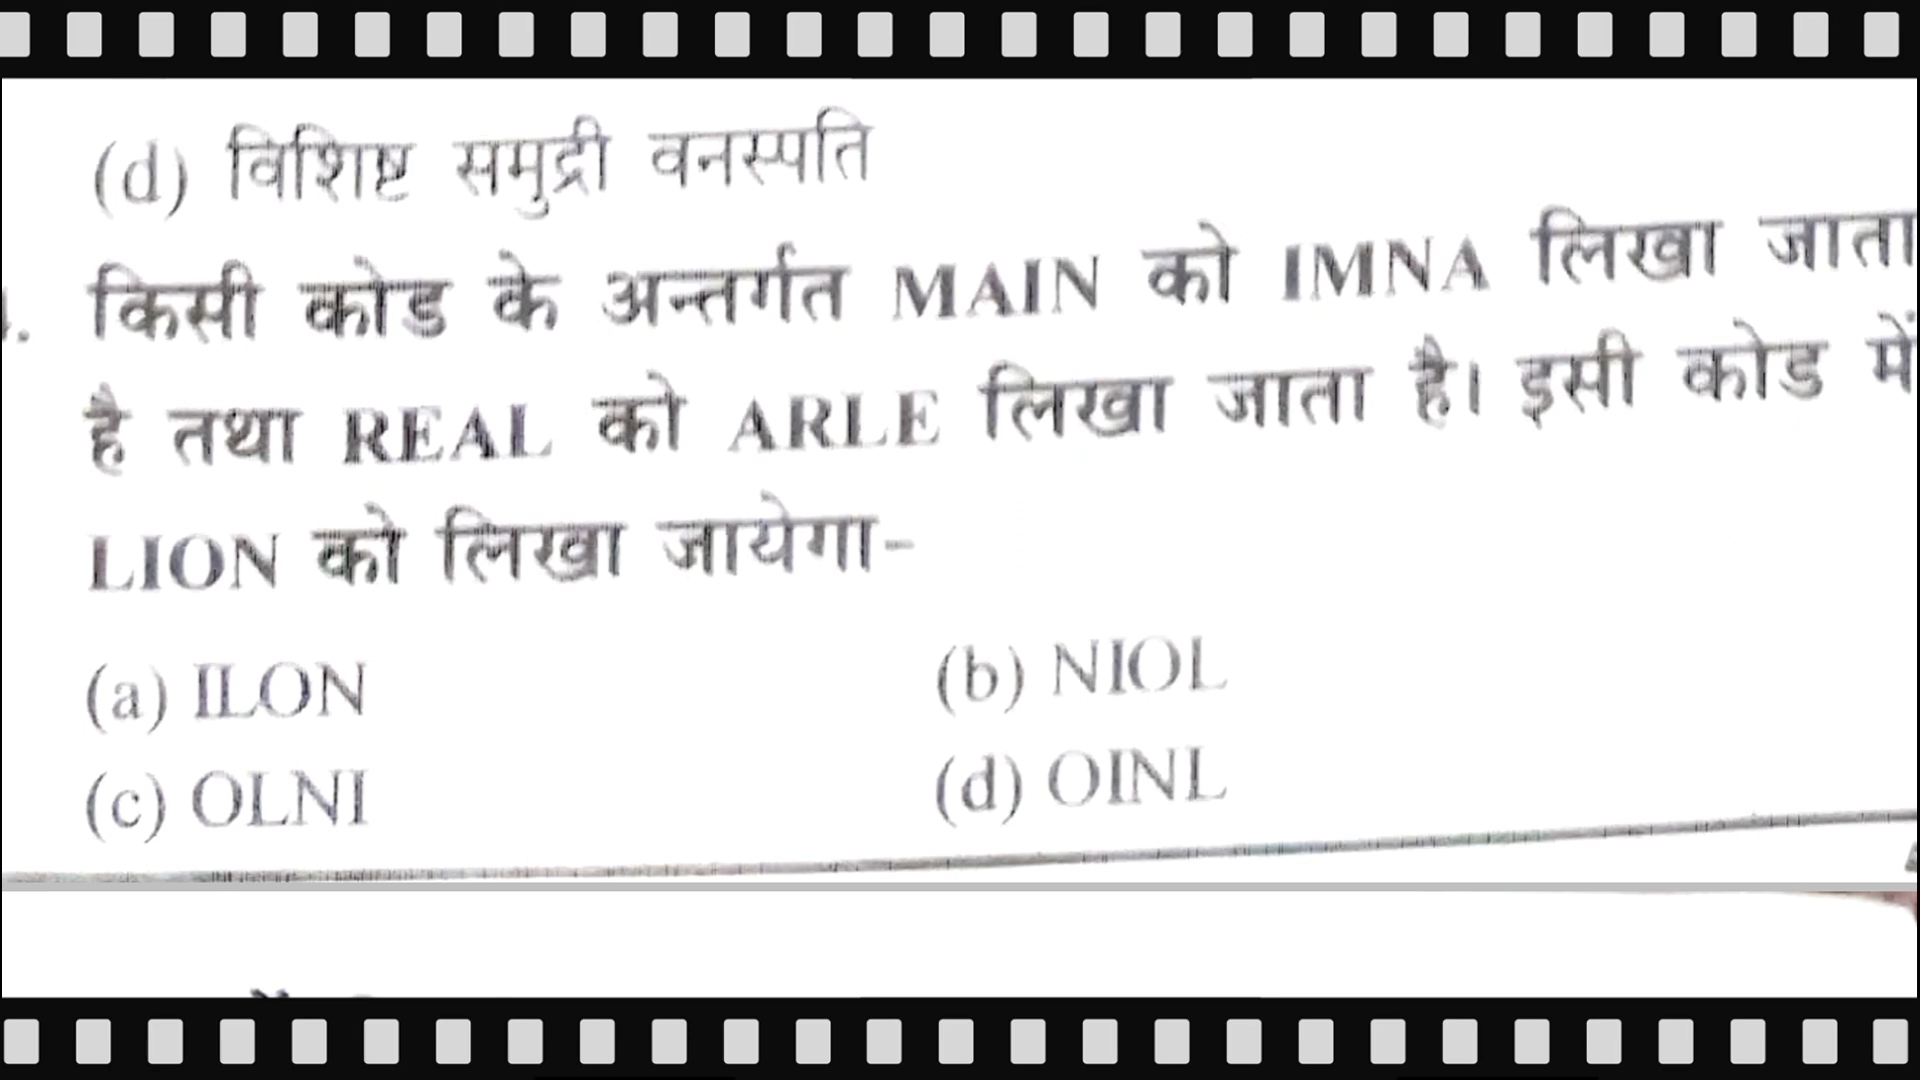 (d) विशिष्ट समुद्री वनस्पति
किसी कोड के अन्तर्गत MAIN को IMNA लिखा जाता
है तथा REAL को ARLE लिखा जाता है। इसी कोड में
LION को लिखा जायेगा-
(a) ILON (b) NIOL
(c) OLNI (d) OINL